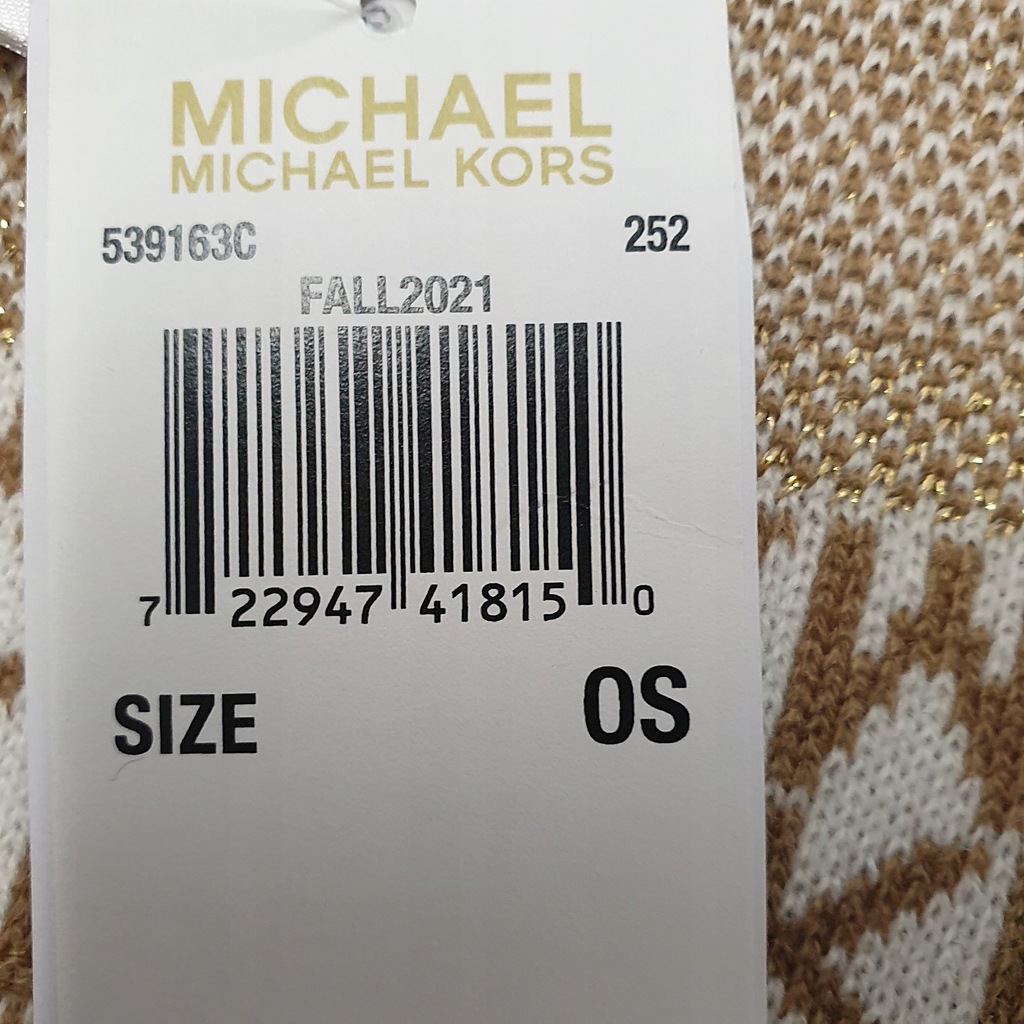 MICHAEL
MICHAEL KORS
539163C 252
FALL2021
7 22947 41815 0
SIZE OS